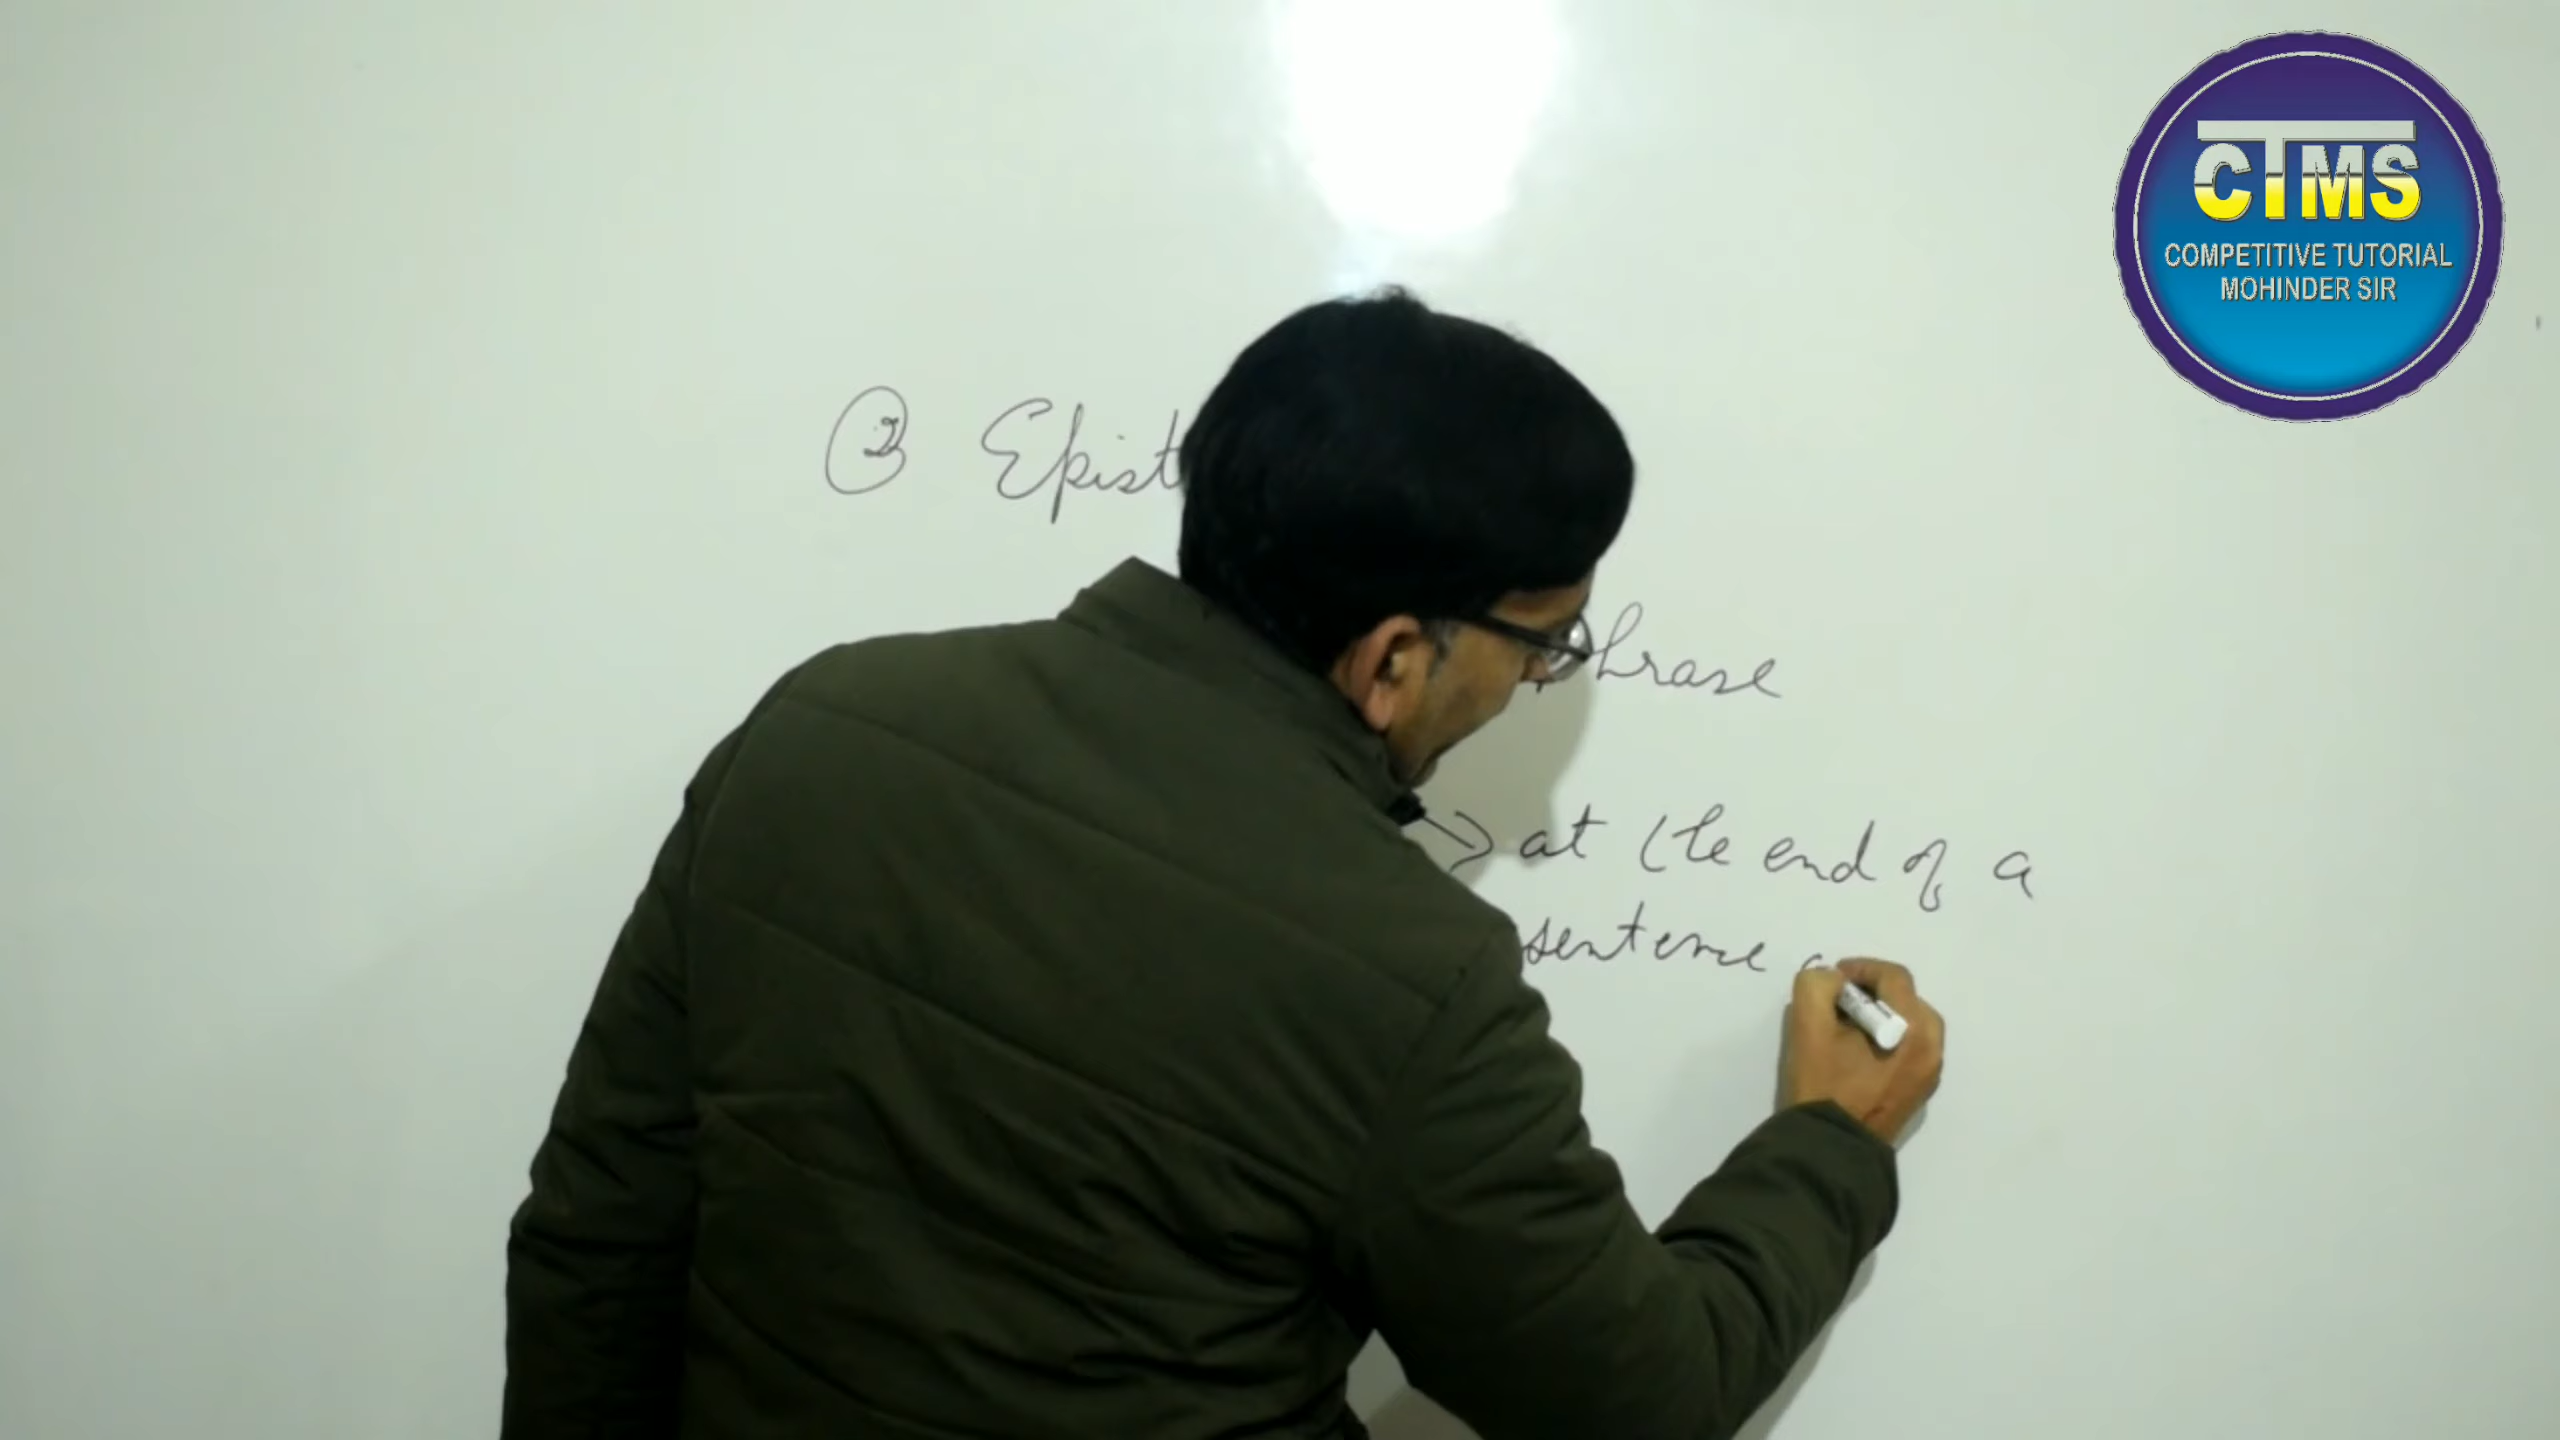 CTMS
COMPETITIVE TUTORIAL
MOHINDER SIR
② Epist
hrase
→ at the end of a
sentence